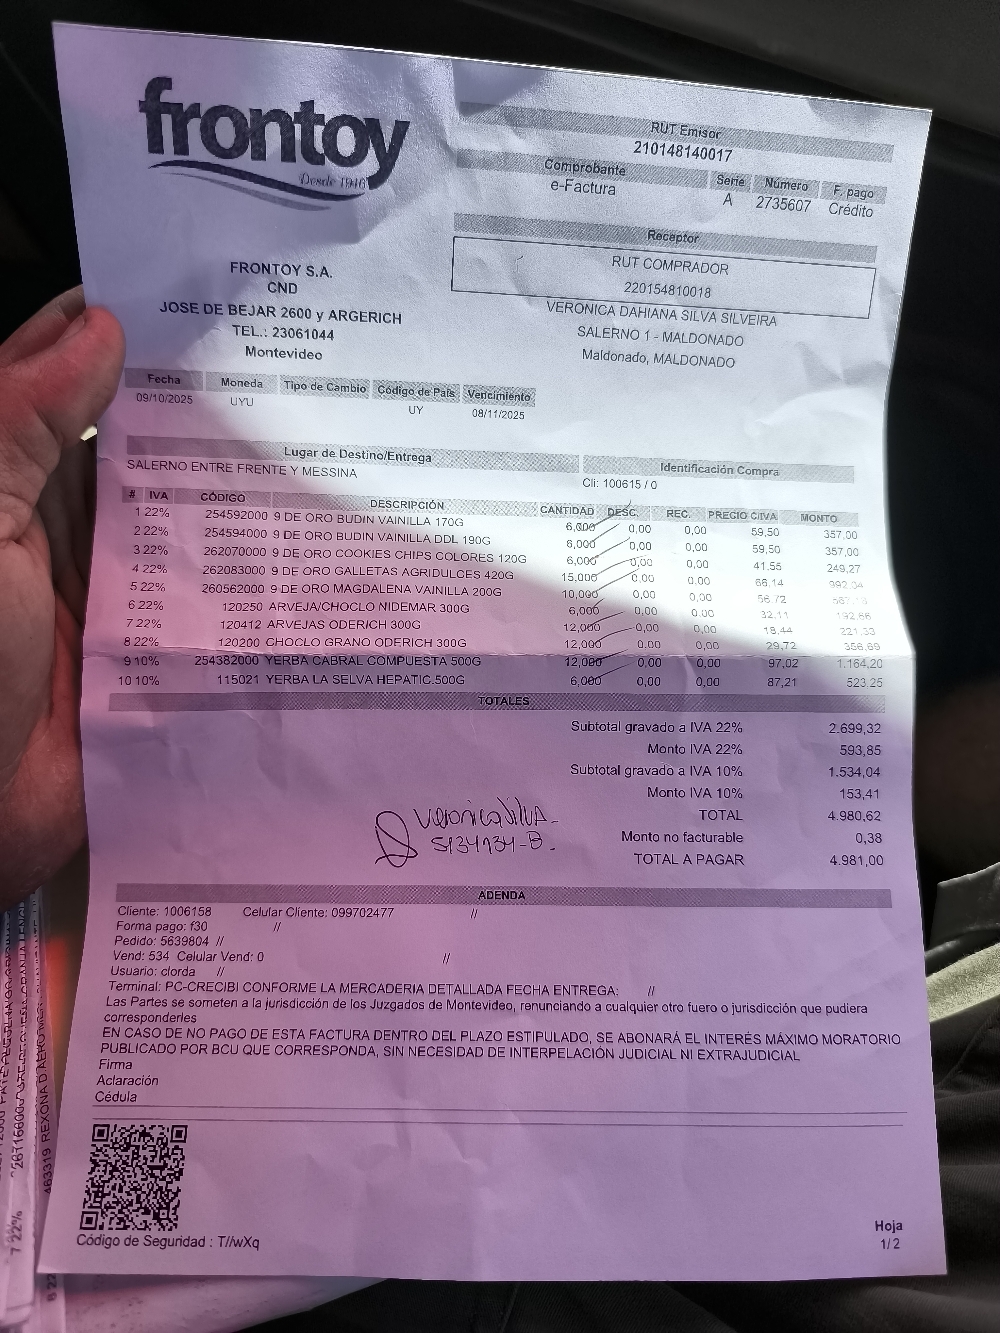 frontoy
Desde 1946
RUT Emisor
210148140017
Comprobante Serie Número F. pago
e-Factura A 2735607 Crédito
Receptor
RUT COMPRADOR
220154810018
VERONICA DAHIANA SILVA SILVEIRA
SALERNO 1 - MALDONADO
Maldonado, MALDONADO
FRONTOY S.A.
CND
JOSE DE BEJAR 2600 y ARGERICH
TEL.: 23061044
Montevideo
Fecha Moneda Tipo de Cambio Código de País Vencimiento
09/10/2025 UYU UY 08/11/2025
Lugar de Destino/Entrega Identificación Compra
SALERNO ENTRE FRENTE Y MESSINA Cli: 100615 / 0
# IVA CÓDIGO DESCRIPCIÓN CANTIDAD DESC. REC. PRECIO C/IVA MONTO
1 22% 254592000 9 DE ORO BUDIN VAINILLA 170G 6,000 0,00 0,00 59,50 357,00
2 22% 254594000 9 DE ORO BUDIN VAINILLA DDL 190G 6,000 0,00 0,00 59,50 357,00
3 22% 262070000 9 DE ORO COOKIES CHIPS COLORES 120G 6,000 0,00 0,00 41,55 249,27
4 22% 262083000 9 DE ORO GALLETAS AGRIDULCES 420G 15,000 0,00 0,00 66,14 992,04
5 22% 260562000 9 DE ORO MAGDALENA VAINILLA 200G 10,000 0,00 0,00 56,72
6 22% 120250 ARVEJA/CHOCLO NIDEMAR 300G 6,000 0,00 0,00 32,11 192,66
7 22% 120412 ARVEJAS ODERICH 300G 12,000 0,00 0,00 18,44 221,33
8 22% 120200 CHOCLO GRANO ODERICH 300G 12,000 0,00 0,00 29,72 356,69
9 10% 254382000 YERBA CABRAL COMPUESTA 500G 12,000 0,00 0,00 97,02 1.164,20
10 10% 115021 YERBA LA SELVA HEPATIC.500G 6,000 0,00 0,00 87,21 523,25
TOTALES
Subtotal gravado a IVA 22% 2.699,32
Monto IVA 22% 593,85
Subtotal gravado a IVA 10% 1.534,04
Monto IVA 10% 153,41
TOTAL 4.980,62
Monto no facturable 0,38
TOTAL A PAGAR 4.981,00
Veronica Silva
5134734-B.
ADENDA
Cliente: 1006158 Celular Cliente: 099702477 //
Forma pago: f30 //
Pedido: 5639804 //
Vend: 534 Celular Vend: 0 //
Usuario: clorda //
Terminal: PC-CRECIBI CONFORME LA MERCADERIA DETALLADA FECHA ENTREGA: //
Las Partes se someten a la jurisdicción de los Juzgados de Montevideo, renunciando a cualquier otro fuero o jurisdicción que pudiera
corresponderles
EN CASO DE NO PAGO DE ESTA FACTURA DENTRO DEL PLAZO ESTIPULADO, SE ABONARÁ EL INTERÉS MÁXIMO MORATORIO
PUBLICADO POR BCU QUE CORRESPONDA, SIN NECESIDAD DE INTERPELACIÓN JUDICIAL NI EXTRAJUDICIAL
Firma
Aclaración
Cédula
Código de Seguridad : T//wXq
Hoja
1/ 2
463319 REXONA
7 22%